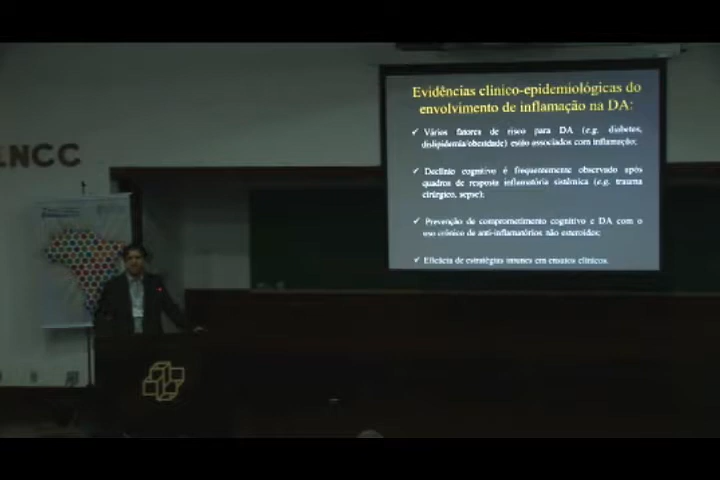 LNCC
Evidências clínico-epidemiológicas do
envolvimento de inflamação na DA:
✓ Vários fatores de risco para DA (e.g. diabetes,
dislipidemia/obesidade) estão associados com inflamação;
✓ Declínio cognitivo é frequentemente observado após
quadros de resposta inflamatória sistêmica (e.g. trauma
cirúrgico, sepse);
✓ Prevenção de comprometimento cognitivo e DA com o
uso crônico de anti-inflamatórios não esteroides;
✓ Eficácia de estratégias imunes em ensaios clínicos.